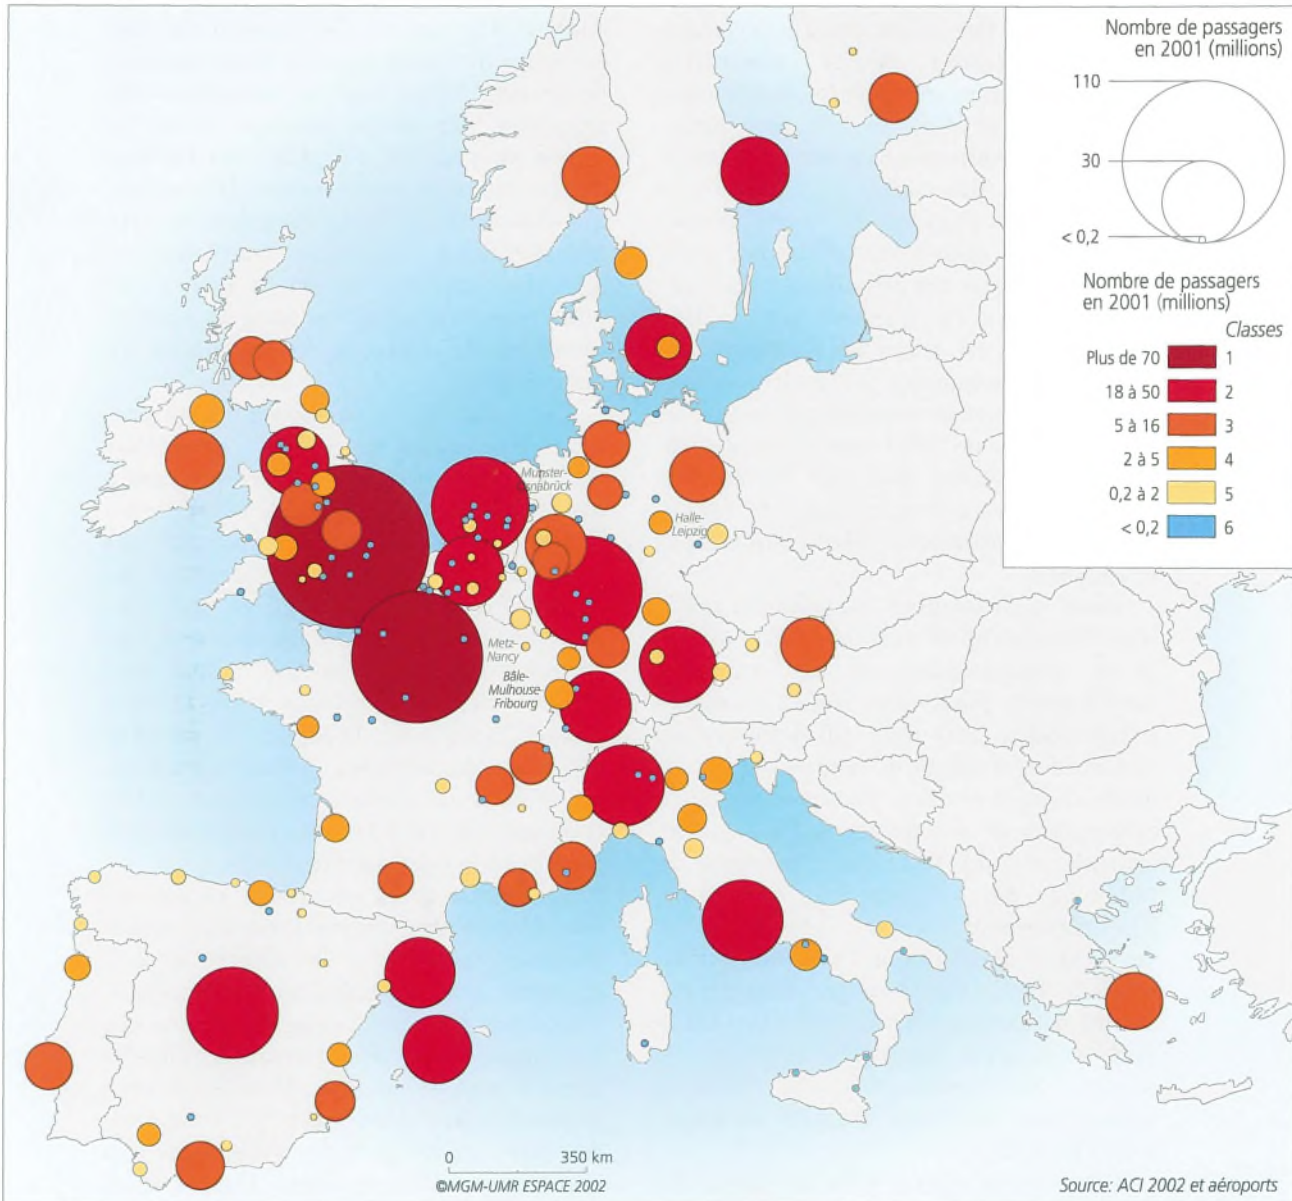 Nombre de passagers
en 2001 (millions)
110
30
< 0,2
Nombre de passagers
en 2001 (millions)
Classes
Plus de 70 1
18 à 50 2
5 à 16 3
2 à 5 4
0,2 à 2 5
< 0,2 6
Munster-
Osnabrück
Halle-
Leipzig
Metz-
Nancy
Bâle-
Mulhouse-
Fribourg
0 350 km
©MGM-UMR ESPACE 2002
Source: ACI 2002 et aéroports